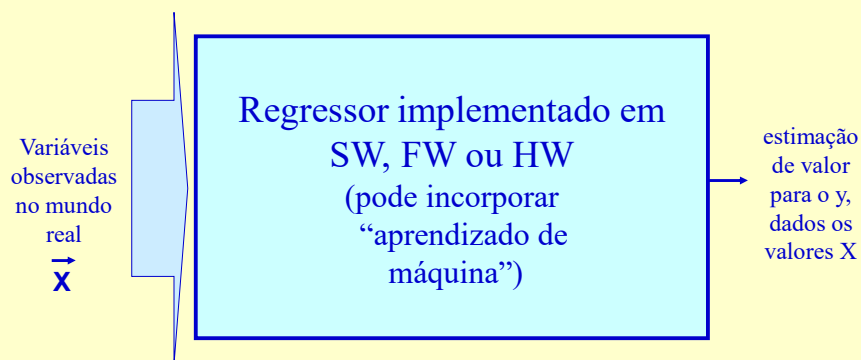 Variáveis
observadas
no mundo
real
X
Regressor implementado em
SW, FW ou HW
(pode incorporar
“aprendizado de
máquina”)
estimação
de valor
para o y,
dados os
valores X